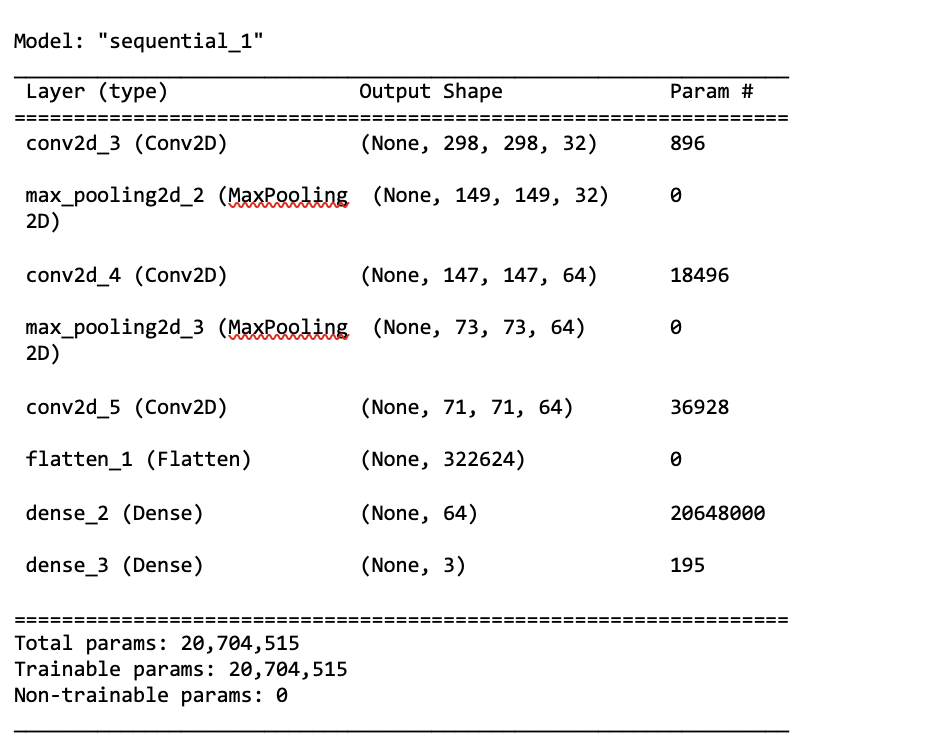 Model: "sequential_1"
Layer (type) Output Shape Param #
=================================================================
conv2d_3 (Conv2D) (None, 298, 298, 32) 896
max_pooling2d_2 (MaxPooling (None, 149, 149, 32) 0
2D)
conv2d_4 (Conv2D) (None, 147, 147, 64) 18496
max_pooling2d_3 (MaxPooling (None, 73, 73, 64) 0
2D)
conv2d_5 (Conv2D) (None, 71, 71, 64) 36928
flatten_1 (Flatten) (None, 322624) 0
dense_2 (Dense) (None, 64) 20648000
dense_3 (Dense) (None, 3) 195
=================================================================
Total params: 20,704,515
Trainable params: 20,704,515
Non-trainable params: 0